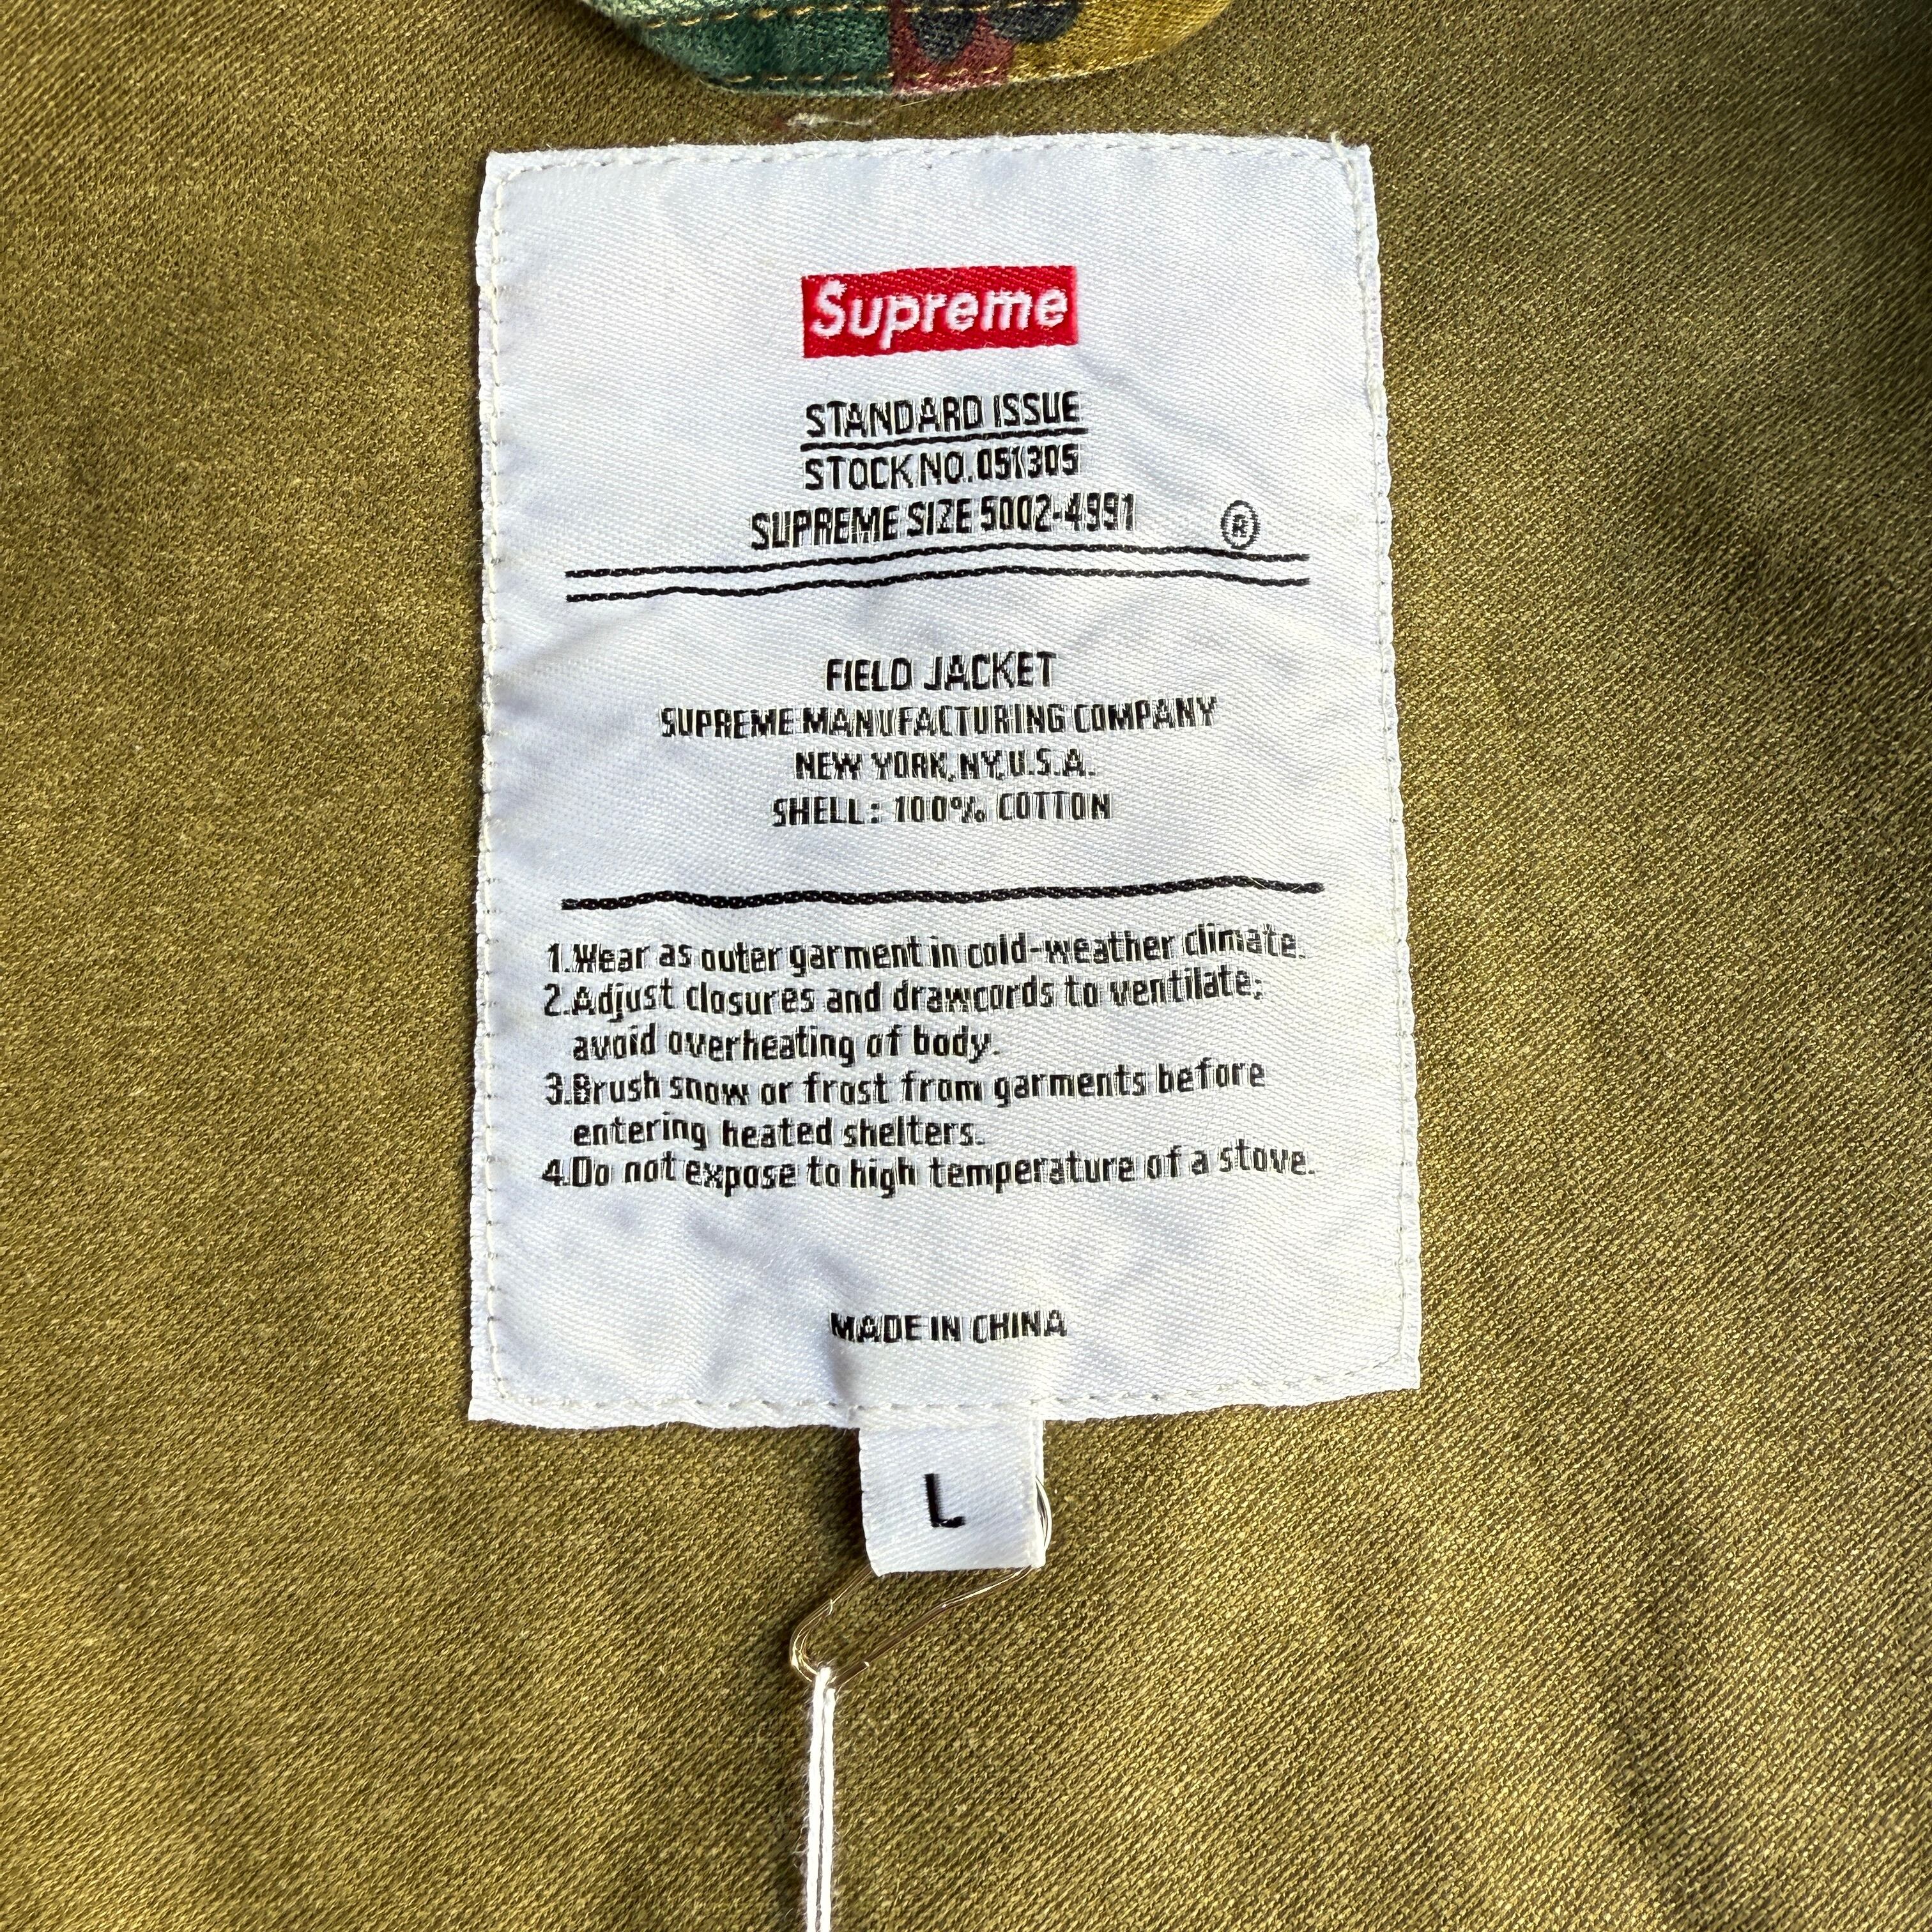 Supreme
STANDARD ISSUE
STOCK NO. 051305
SUPREME SIZE 5002-4991 ®
FIELD JACKET
SUPREME MANUFACTURING COMPANY
NEW YORK, NY, U.S.A.
SHELL: 100% COTTON
1.Wear as outer garment in cold-weather climate.
2.Adjust closures and drawcords to ventilate;
avoid overheating of body.
3.Brush snow or frost from garments before
entering heated shelters.
4.Do not expose to high temperature of a stove.
MADE IN CHINA
L